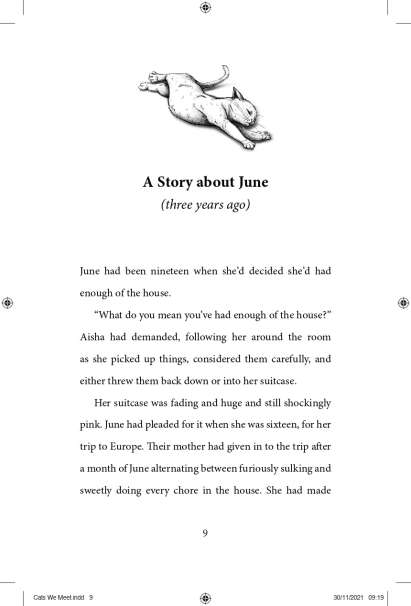 A Story about June
(three years ago)
June had been nineteen when she’d decided she’d had
enough of the house.
“What do you mean you’ve had enough of the house?”
Aisha had demanded, following her around the room
as she picked up things, considered them carefully, and
either threw them back down or into her suitcase.
Her suitcase was fading and huge and still shockingly
pink. June had pleaded for it when she was sixteen, for her
trip to Europe. Their mother had given in to the trip after
a month of June alternating between furiously sulking and
sweetly doing every chore in the house. She had made
9
Cats We Meet.indd 9 30/11/2021 09:19